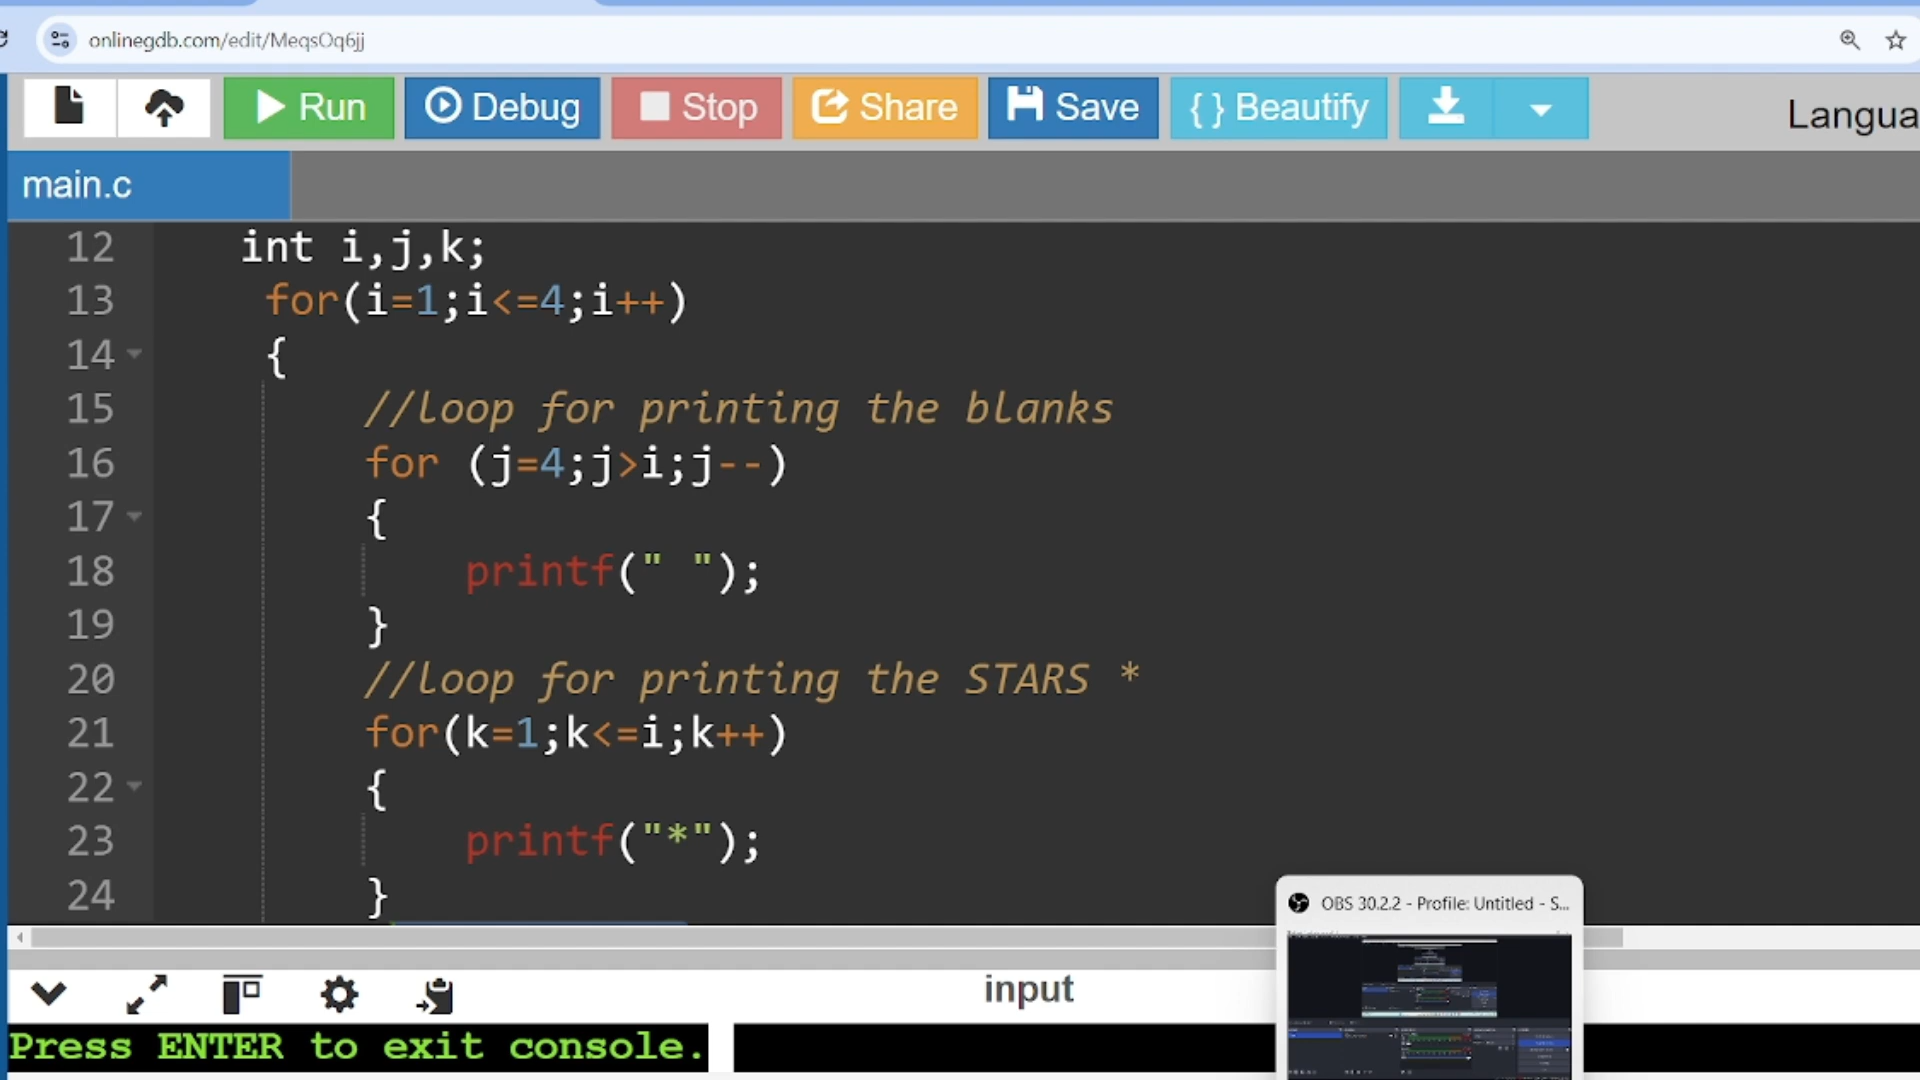 onlinegdb.com/edit/MeqsOq6jj
Run Debug Stop Share Save { } Beautify Langua
main.c
12 int i,j,k;
13 for(i=1;i<=4;i++)
14 {
15 //loop for printing the blanks
16 for (j=4;j>i;j--)
17 {
18 printf(" ");
19 }
20 //loop for printing the STARS *
21 for(k=1;k<=i;k++)
22 {
23 printf("*");
24 }
OBS 30.2.2 - Profile: Untitled - S...
input
Press ENTER to exit console.